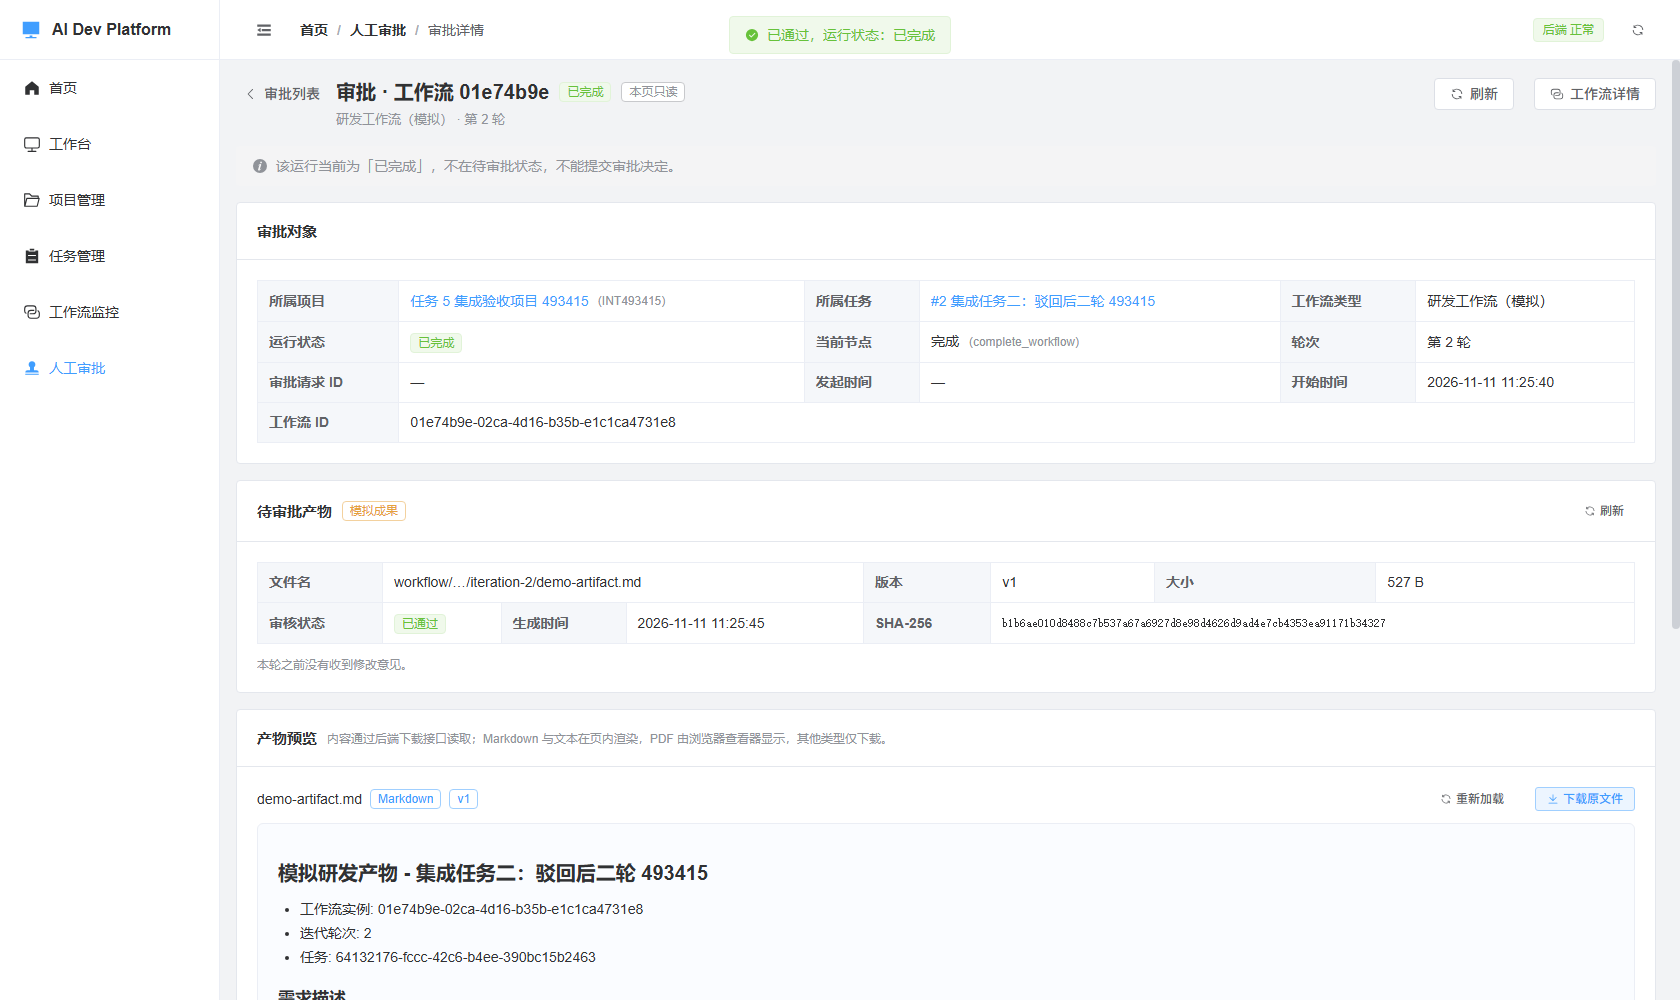 AI Dev Platform
首页 / 人工审批 / 审批详情
已通过，运行状态：已完成
后端 正常
首页
工作台
项目管理
任务管理
工作流监控
人工审批
审批列表
审批 · 工作流 01e74b9e
已完成
本页只读
研发工作流（模拟） · 第 2 轮
刷新
工作流详情
该运行当前为「已完成」，不在待审批状态，不能提交审批决定。
审批对象
所属项目 任务 5 集成验收项目 493415 (INT493415) 所属任务 #2 集成任务二：驳回后二轮 493415 工作流类型 研发工作流（模拟）
运行状态 已完成 当前节点 完成 (complete_workflow) 轮次 第 2 轮
审批请求 ID — 发起时间 — 开始时间 2026-11-11 11:25:40
工作流 ID 01e74b9e-02ca-4d16-b35b-e1c1ca4731e8
待审批产物 模拟成果 刷新
文件名 workflow/…/iteration-2/demo-artifact.md 版本 v1 大小 527 B
审核状态 已通过 生成时间 2026-11-11 11:25:45 SHA-256 b1b6ae010d8488c7b537a67a6927d8e98d4626d9ad4e7cb4353ea91171b34327
本轮之前没有收到修改意见。
产物预览 内容通过后端下载接口读取；Markdown 与文本在页内渲染，PDF 由浏览器查看器显示，其他类型仅下载。
demo-artifact.md Markdown v1 重新加载 下载原文件
模拟研发产物 - 集成任务二：驳回后二轮 493415
• 工作流实例: 01e74b9e-02ca-4d16-b35b-e1c1ca4731e8
• 迭代轮次: 2
• 任务: 64132176-fccc-42c6-b4ee-390bc15b2463
需求描述